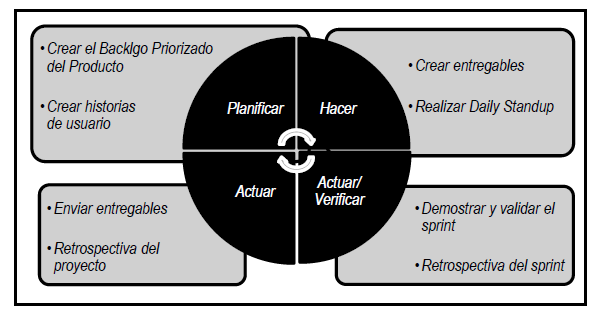 • Crear el Backlgo Priorizado
del Producto
• Crear historias
de usuario
Planificar
Hacer
• Crear entregables
• Realizar Daily Standup
• Enviar entregables
• Retrospectiva del
proyecto
Actuar
Actuar/
Verificar
• Demostrar y validar el
sprint
• Retrospectiva del sprint